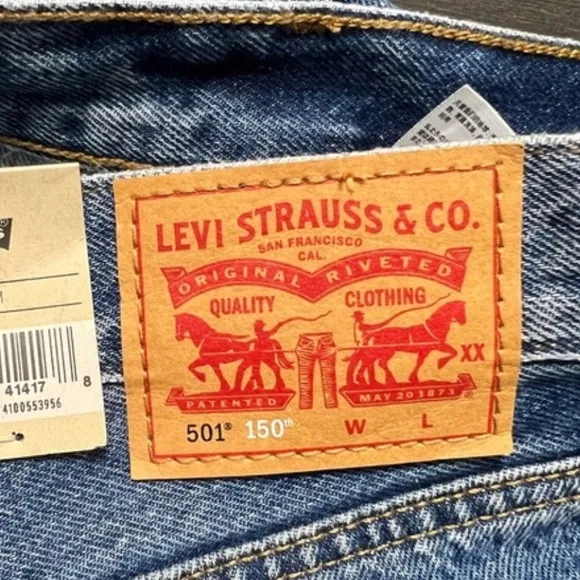 LEVI STRAUSS & CO.
SAN FRANCISCO
CAL.
ORIGINAL RIVETED
QUALITY CLOTHING
XX
PATENTED MAY 20 1873
501® 150th W L
41417 8
4100553956